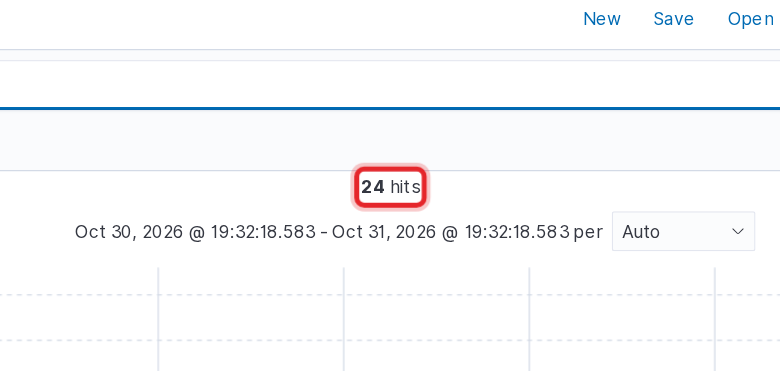 New Save Open
24 hits
Oct 30, 2026 @ 19:32:18.583 - Oct 31, 2026 @ 19:32:18.583 per Auto